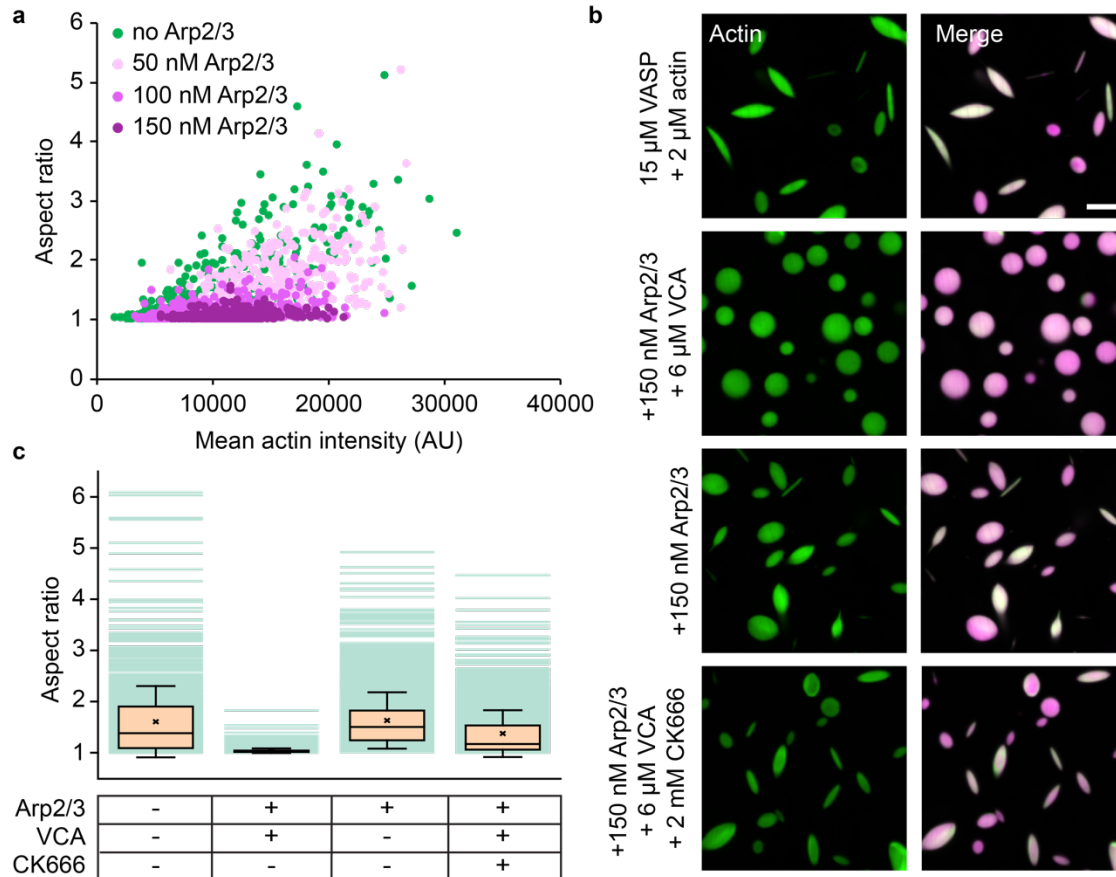 a
6
5
4
3
2
1
0
Aspect ratio
no Arp2/3
50 nM Arp2/3
100 nM Arp2/3
150 nM Arp2/3
0 10000 20000 30000 40000
Mean actin intensity (AU)
b
Actin Merge
15 µM VASP
+ 2 µM actin
+150 nM Arp2/3
+ 6 µM VCA
+150 nM Arp2/3
+150 nM Arp2/3
+ 6 µM VCA
+ 2 mM CK666
c
6
5
4
3
2
1
Aspect ratio
× × ×
Arp2/3 - + + +
VCA - + - +
CK666 - - - +